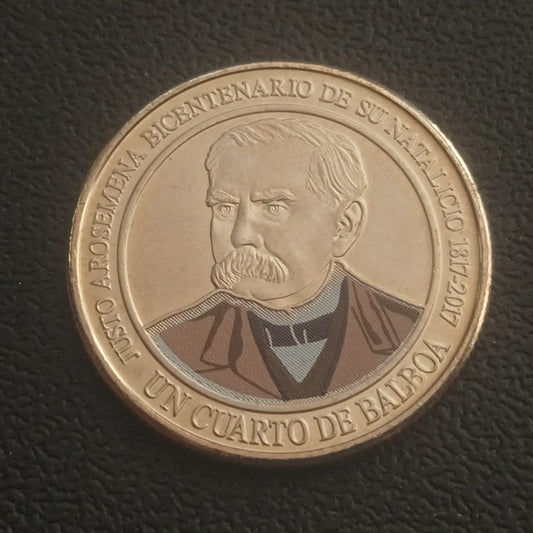 JUSTO AROSEMENA BICENTENARIO DE SU NATALICIO 1817-2017
UN CUARTO DE BALBOA